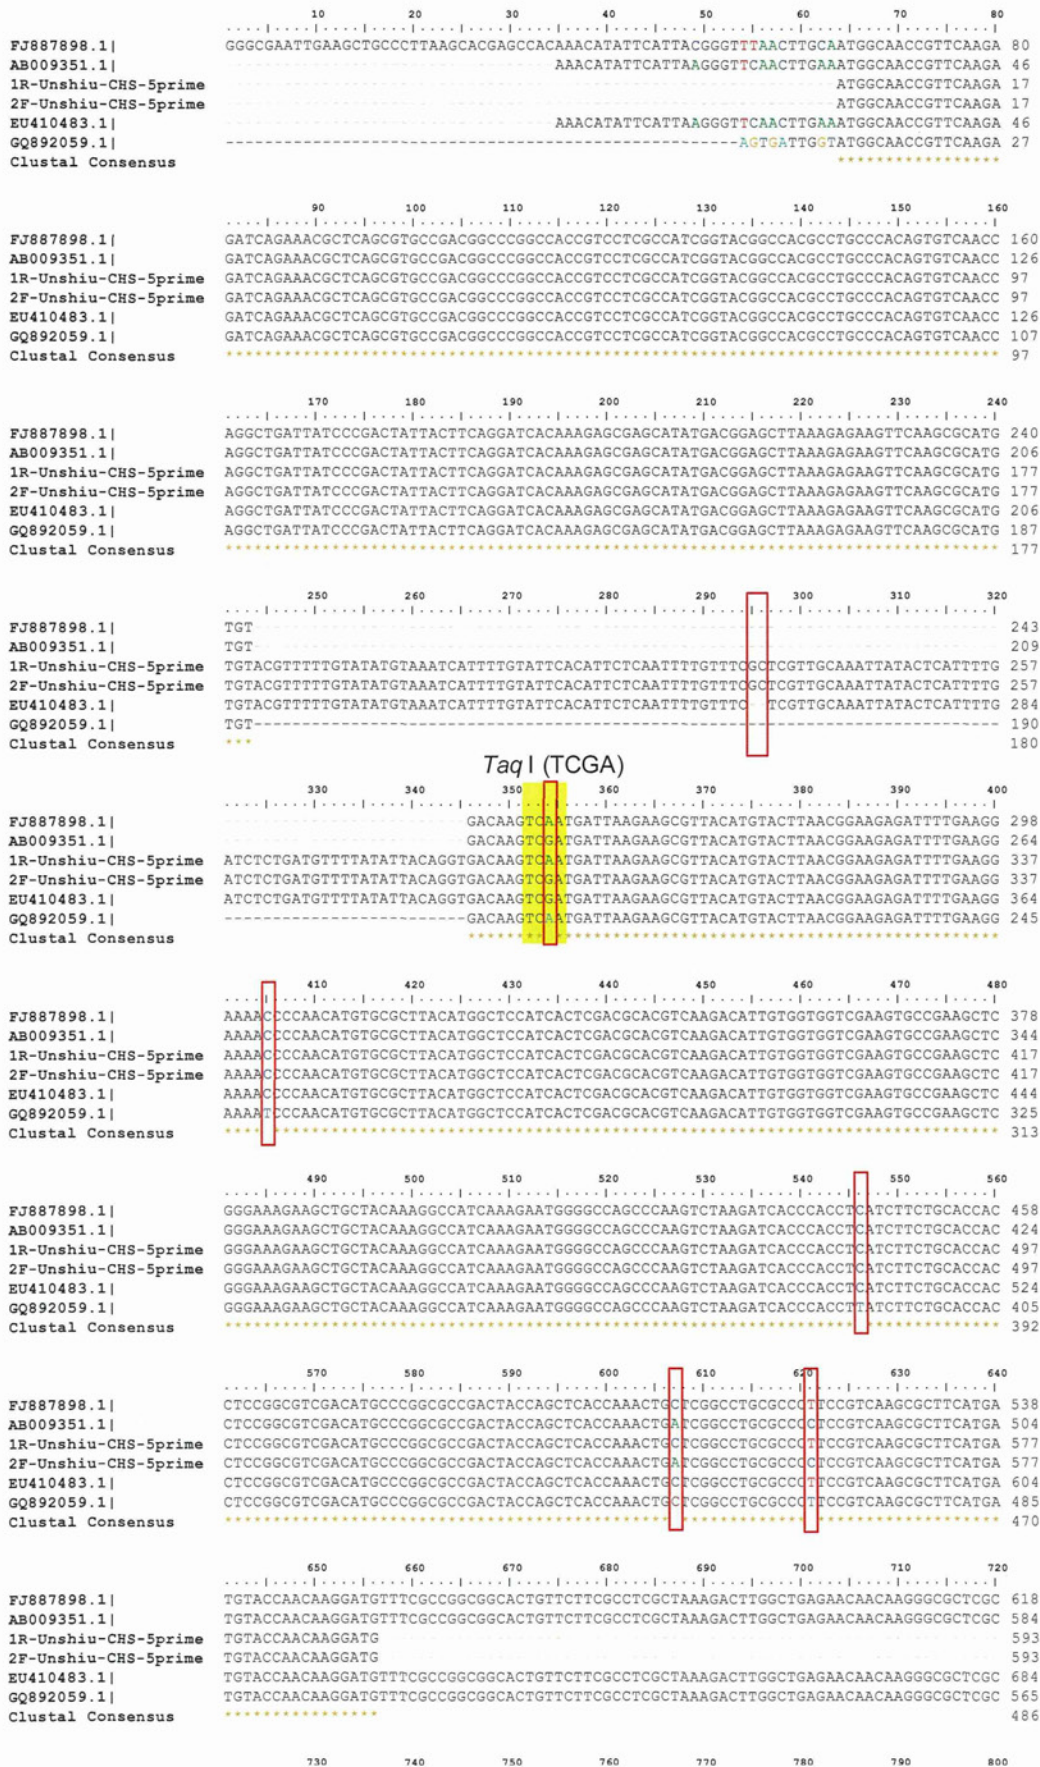 10 20 30 40 50 60 70 80
FJ887898.1| GGGCGAATTGAAGCTGCCCTTAAGCACGAGCCACAAACATATTCATTACGGGTTTAACTTGCAATGGCAACCGTTCAAGA 80
AB009351.1| AAACATATTCATTAAGGGTTCAACTTGAAATGGCAACCGTTCAAGA 46
1R-Unshiu-CHS-5prime ATGGCAACCGTTCAAGA 17
2F-Unshiu-CHS-5prime ATGGCAACCGTTCAAGA 17
EU410483.1| AAACATATTCATTAAGGGTTCAACTTGAAATGGCAACCGTTCAAGA 46
GQ892059.1| -----------------------------------------------------AGTGATTGGTATGGCAACCGTTCAAGA 27
Clustal Consensus *****************
90 100 110 120 130 140 150 160
FJ887898.1| GATCAGAAACGCTCAGCGTGCCGACGGCCCGGCCACCGTCCTCGCCATCGGTACGGCCACGCCTGCCCACAGTGTCAACC 160
AB009351.1| GATCAGAAACGCTCAGCGTGCCGACGGCCCGGCCACCGTCCTCGCCATCGGTACGGCCACGCCTGCCCACAGTGTCAACC 126
1R-Unshiu-CHS-5prime GATCAGAAACGCTCAGCGTGCCGACGGCCCGGCCACCGTCCTCGCCATCGGTACGGCCACGCCTGCCCACAGTGTCAACC 97
2F-Unshiu-CHS-5prime GATCAGAAACGCTCAGCGTGCCGACGGCCCGGCCACCGTCCTCGCCATCGGTACGGCCACGCCTGCCCACAGTGTCAACC 97
EU410483.1| GATCAGAAACGCTCAGCGTGCCGACGGCCCGGCCACCGTCCTCGCCATCGGTACGGCCACGCCTGCCCACAGTGTCAACC 126
GQ892059.1| GATCAGAAACGCTCAGCGTGCCGACGGCCCGGCCACCGTCCTCGCCATCGGTACGGCCACGCCTGCCCACAGTGTCAACC 107
Clustal Consensus ******************************************************************************** 97
170 180 190 200 210 220 230 240
FJ887898.1| AGGCTGATTATCCCGACTATTACTTCAGGATCACAAAGAGCGAGCATATGACGGAGCTTAAAGAGAAGTTCAAGCGCATG 240
AB009351.1| AGGCTGATTATCCCGACTATTACTTCAGGATCACAAAGAGCGAGCATATGACGGAGCTTAAAGAGAAGTTCAAGCGCATG 206
1R-Unshiu-CHS-5prime AGGCTGATTATCCCGACTATTACTTCAGGATCACAAAGAGCGAGCATATGACGGAGCTTAAAGAGAAGTTCAAGCGCATG 177
2F-Unshiu-CHS-5prime AGGCTGATTATCCCGACTATTACTTCAGGATCACAAAGAGCGAGCATATGACGGAGCTTAAAGAGAAGTTCAAGCGCATG 177
EU410483.1| AGGCTGATTATCCCGACTATTACTTCAGGATCACAAAGAGCGAGCATATGACGGAGCTTAAAGAGAAGTTCAAGCGCATG 206
GQ892059.1| AGGCTGATTATCCCGACTATTACTTCAGGATCACAAAGAGCGAGCATATGACGGAGCTTAAAGAGAAGTTCAAGCGCATG 187
Clustal Consensus ******************************************************************************** 177
250 260 270 280 290 300 310 320
FJ887898.1| TGT 243
AB009351.1| TGT 209
1R-Unshiu-CHS-5prime TGTACGTTTTTGTATATGTAAATCATTTTGTATTCACATTCTCAATTTTGTTTCGCTCGTTGCAAATTATACTCATTTTG 257
2F-Unshiu-CHS-5prime TGTACGTTTTTGTATATGTAAATCATTTTGTATTCACATTCTCAATTTTGTTTCGCTCGTTGCAAATTATACTCATTTTG 257
EU410483.1| TGTACGTTTTTGTATATGTAAATCATTTTGTATTCACATTCTCAATTTTGTTTC TCGTTGCAAATTATACTCATTTTG 284
GQ892059.1| TGT----------------------------------------------------------------------------- 190
Clustal Consensus *** 180
Taq I (TCGA)
330 340 350 360 370 380 390 400
FJ887898.1| GACAAGTCAATGATTAAGAAGCGTTACATGTACTTAACGGAAGAGATTTTGAAGG 298
AB009351.1| GACAAGTCGATGATTAAGAAGCGTTACATGTACTTAACGGAAGAGATTTTGAAGG 264
1R-Unshiu-CHS-5prime ATCTCTGATGTTTTATATTACAGGTGACAAGTCAATGATTAAGAAGCGTTACATGTACTTAACGGAAGAGATTTTGAAGG 337
2F-Unshiu-CHS-5prime ATCTCTGATGTTTTATATTACAGGTGACAAGTCGATGATTAAGAAGCGTTACATGTACTTAACGGAAGAGATTTTGAAGG 337
EU410483.1| ATCTCTGATGTTTTATATTACAGGTGACAAGTCGATGATTAAGAAGCGTTACATGTACTTAACGGAAGAGATTTTGAAGG 364
GQ892059.1| -------------------------GACAAGTCAATGATTAAGAAGCGTTACATGTACTTAACGGAAGAGATTTTGAAGG 245
Clustal Consensus ******** **********************************************
410 420 430 440 450 460 470 480
FJ887898.1| AAAACCCCAACATGTGCGCTTACATGGCTCCATCACTCGACGCACGTCAAGACATTGTGGTGGTCGAAGTGCCGAAGCTC 378
AB009351.1| AAAACCCCAACATGTGCGCTTACATGGCTCCATCACTCGACGCACGTCAAGACATTGTGGTGGTCGAAGTGCCGAAGCTC 344
1R-Unshiu-CHS-5prime AAAACCCCAACATGTGCGCTTACATGGCTCCATCACTCGACGCACGTCAAGACATTGTGGTGGTCGAAGTGCCGAAGCTC 417
2F-Unshiu-CHS-5prime AAAACCCCAACATGTGCGCTTACATGGCTCCATCACTCGACGCACGTCAAGACATTGTGGTGGTCGAAGTGCCGAAGCTC 417
EU410483.1| AAAACCCCAACATGTGCGCTTACATGGCTCCATCACTCGACGCACGTCAAGACATTGTGGTGGTCGAAGTGCCGAAGCTC 444
GQ892059.1| AAAATCCCAACATGTGCGCTTACATGGCTCCATCACTCGACGCACGTCAAGACATTGTGGTGGTCGAAGTGCCGAAGCTC 325
Clustal Consensus **** *************************************************************************** 313
490 500 510 520 530 540 550 560
FJ887898.1| GGGAAAGAAGCTGCTACAAAGGCCATCAAAGAATGGGGCCAGCCCAAGTCTAAGATCACCCACCTCATCTTCTGCACCAC 458
AB009351.1| GGGAAAGAAGCTGCTACAAAGGCCATCAAAGAATGGGGCCAGCCCAAGTCTAAGATCACCCACCTCATCTTCTGCACCAC 424
1R-Unshiu-CHS-5prime GGGAAAGAAGCTGCTACAAAGGCCATCAAAGAATGGGGCCAGCCCAAGTCTAAGATCACCCACCTCATCTTCTGCACCAC 497
2F-Unshiu-CHS-5prime GGGAAAGAAGCTGCTACAAAGGCCATCAAAGAATGGGGCCAGCCCAAGTCTAAGATCACCCACCTCATCTTCTGCACCAC 497
EU410483.1| GGGAAAGAAGCTGCTACAAAGGCCATCAAAGAATGGGGCCAGCCCAAGTCTAAGATCACCCACCTCATCTTCTGCACCAC 524
GQ892059.1| GGGAAAGAAGCTGCTACAAAGGCCATCAAAGAATGGGGCCAGCCCAAGTCTAAGATCACCCACCTTATCTTCTGCACCAC 405
Clustal Consensus ***************************************************************** ************** 392
570 580 590 600 610 620 630 640
FJ887898.1| CTCCGGCGTCGACATGCCCGGCGCCGACTACCAGCTCACCAAACTGCTCGGCCTGCGCCCTTCCGTCAAGCGCTTCATGA 538
AB009351.1| CTCCGGCGTCGACATGCCCGGCGCCGACTACCAGCTCACCAAACTGATCGGCCTGCGCCCCTCCGTCAAGCGCTTCATGA 504
1R-Unshiu-CHS-5prime CTCCGGCGTCGACATGCCCGGCGCCGACTACCAGCTCACCAAACTGCTCGGCCTGCGCCCTTCCGTCAAGCGCTTCATGA 577
2F-Unshiu-CHS-5prime CTCCGGCGTCGACATGCCCGGCGCCGACTACCAGCTCACCAAACTGATCGGCCTGCGCCCCTCCGTCAAGCGCTTCATGA 577
EU410483.1| CTCCGGCGTCGACATGCCCGGCGCCGACTACCAGCTCACCAAACTGCTCGGCCTGCGCCCTTCCGTCAAGCGCTTCATGA 604
GQ892059.1| CTCCGGCGTCGACATGCCCGGCGCCGACTACCAGCTCACCAAACTGCTCGGCCTGCGCCCTTCCGTCAAGCGCTTCATGA 485
Clustal Consensus ********************************************** ************* ******************* 470
650 660 670 680 690 700 710 720
FJ887898.1| TGTACCAACAAGGATGTTTCGCCGGCGGCACTGTTCTTCGCCTCGCTAAAGACTTGGCTGAGAACAACAAGGGCGCTCGC 618
AB009351.1| TGTACCAACAAGGATGTTTCGCCGGCGGCACTGTTCTTCGCCTCGCTAAAGACTTGGCTGAGAACAACAAGGGCGCTCGC 584
1R-Unshiu-CHS-5prime TGTACCAACAAGGATG 593
2F-Unshiu-CHS-5prime TGTACCAACAAGGATG 593
EU410483.1| TGTACCAACAAGGATGTTTCGCCGGCGGCACTGTTCTTCGCCTCGCTAAAGACTTGGCTGAGAACAACAAGGGCGCTCGC 684
GQ892059.1| TGTACCAACAAGGATGTTTCGCCGGCGGCACTGTTCTTCGCCTCGCTAAAGACTTGGCTGAGAACAACAAGGGCGCTCGC 565
Clustal Consensus **************** 486
730 740 750 760 770 780 790 800